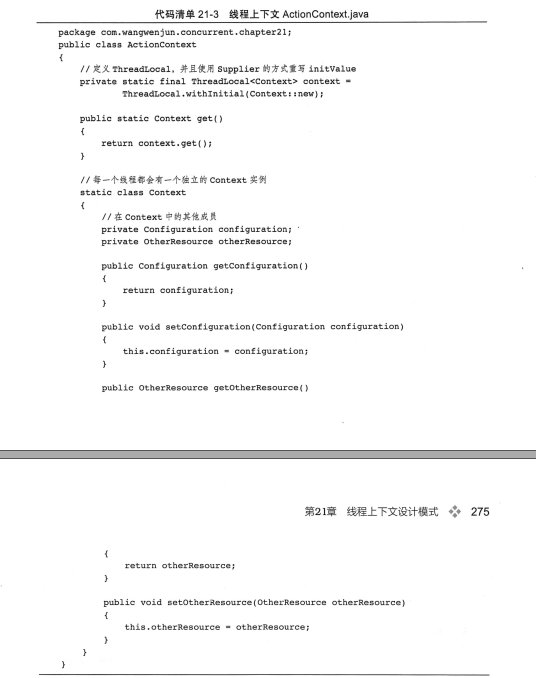 代码清单 21-3 线程上下文 ActionContext.java
package com.wangwenjun.concurrent.chapter21;
public class ActionContext
{
    //定义 ThreadLocal, 并且使用 Supplier 的方式重写 initValue
    private static final ThreadLocal<Context> context =
            ThreadLocal.withInitial(Context::new);

    public static Context get()
    {
        return context.get();
    }

    //每一个线程都会有一个独立的 Context 实例
    static class Context
    {
        //在 Context 中的其他成员
        private Configuration configuration;
        private OtherResource otherResource;

        public Configuration getConfiguration()
        {
            return configuration;
        }

        public void setConfiguration(Configuration configuration)
        {
            this.configuration = configuration;
        }

        public OtherResource getOtherResource()
第21章 线程上下文设计模式 ❖ 275
        {
            return otherResource;
        }

        public void setOtherResource(OtherResource otherResource)
        {
            this.otherResource = otherResource;
        }
    }
}